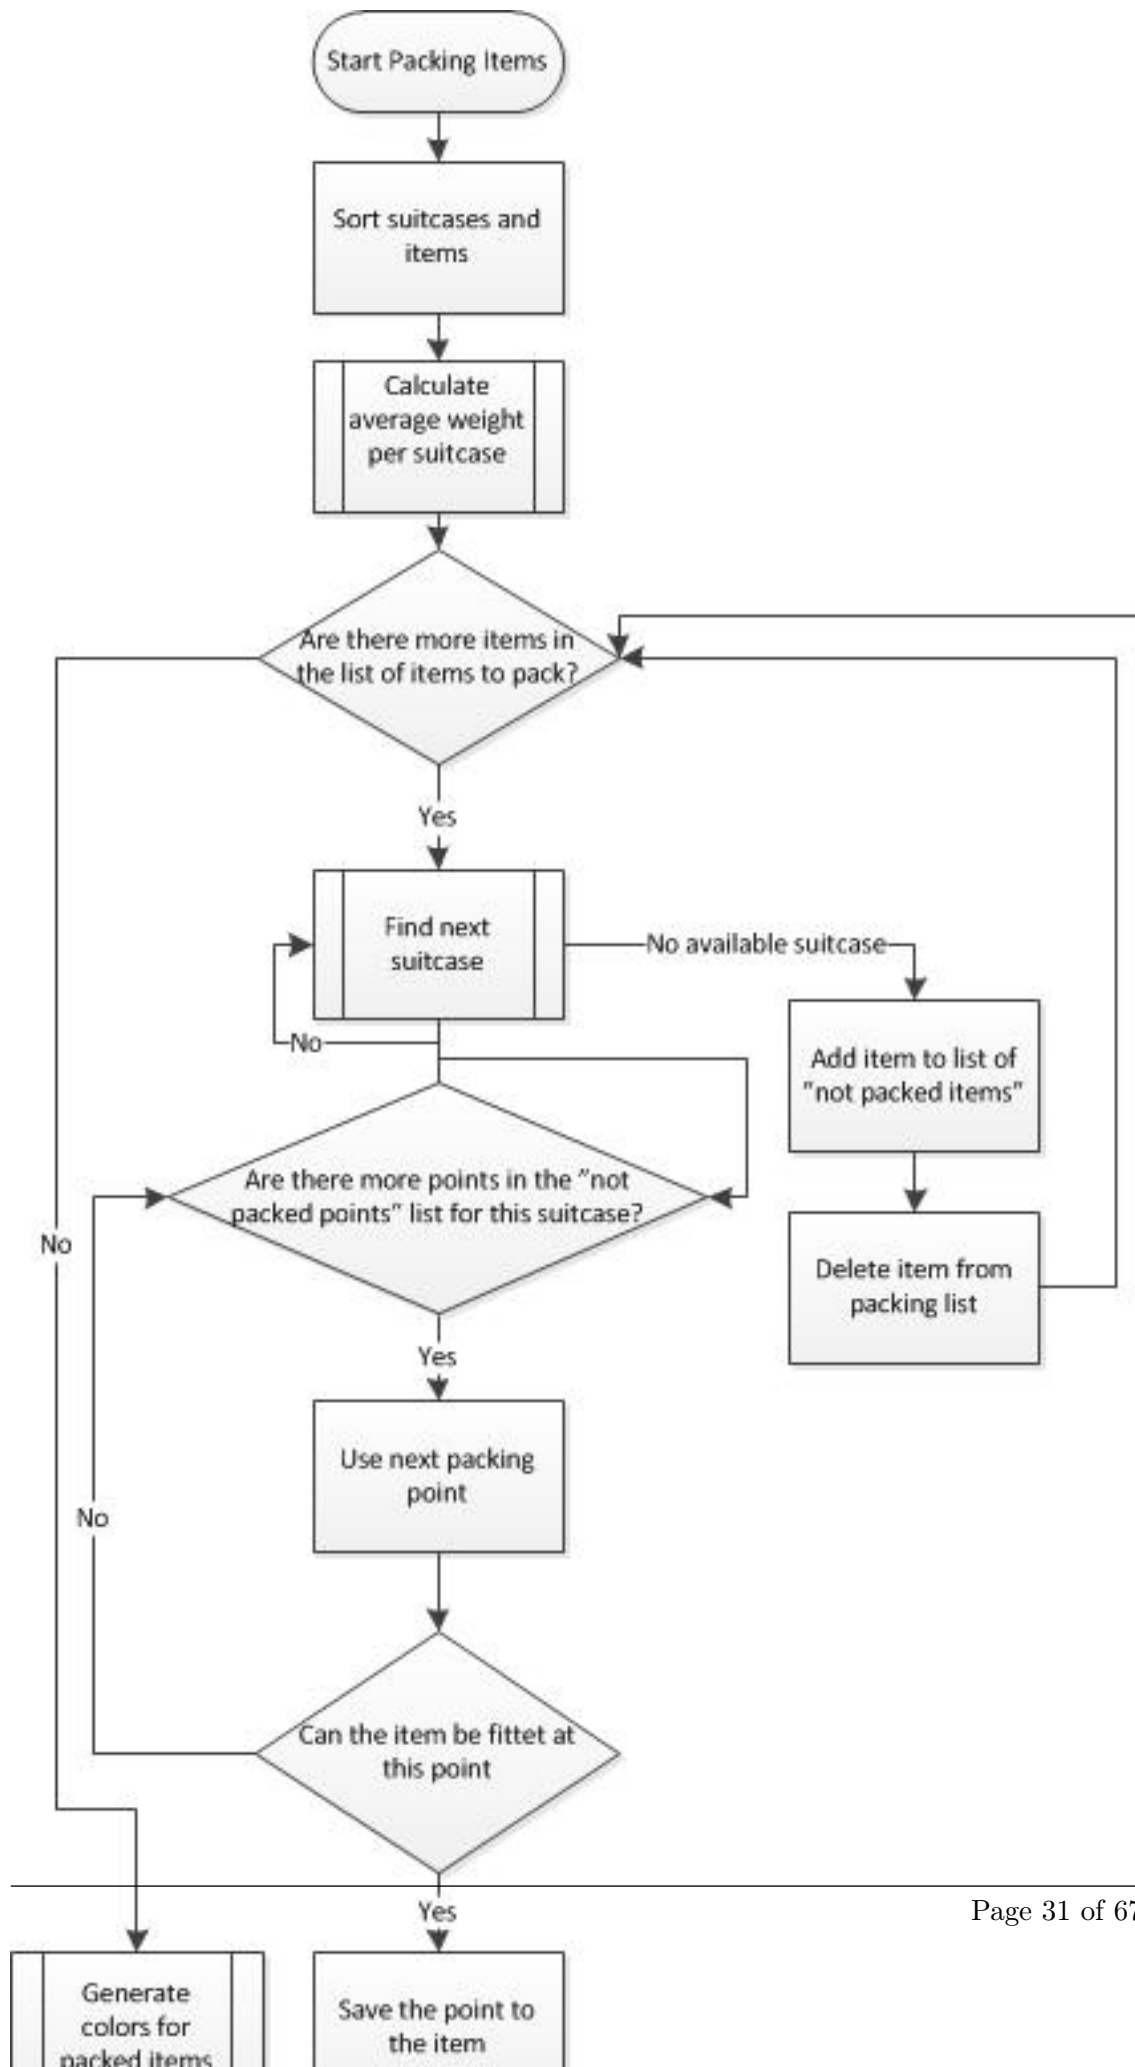 Start Packing Items
Sort suitcases and
items
Calculate
average weight
per suitcase
Are there more items in
the list of items to pack?
Yes
Find next
suitcase
No available suitcase
No
Add item to list of
"not packed items"
Are there more points in the "not
packed points" list for this suitcase?
No
Delete item from
packing list
Yes
Use next packing
point
No
Can the item be fittet at
this point
Yes
Page 31 of 67
Generate
colors for
packed items
Save the point to
the item